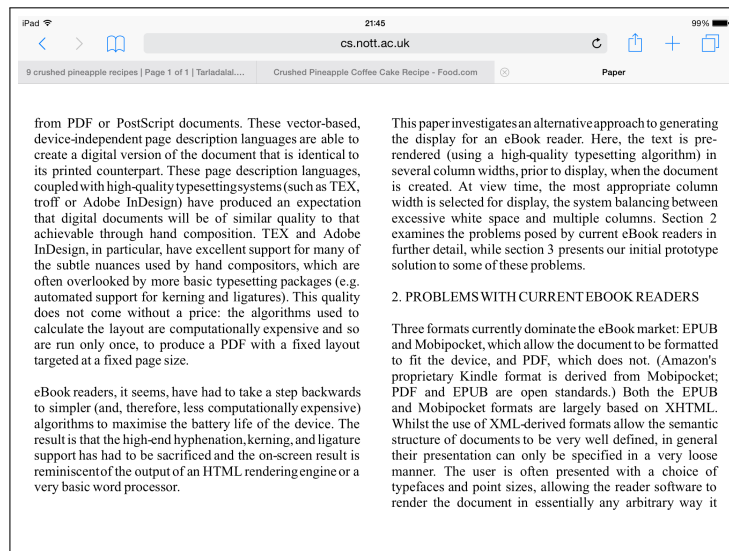 iPad 21:45 99%
cs.nott.ac.uk
9 crushed pineapple recipes | Page 1 of 1 | Tarladalal.... Crushed Pineapple Coffee Cake Recipe - Food.com Paper
from PDF or PostScript documents. These vector-based,
device-independent page description languages are able to
create a digital version of the document that is identical to
its printed counterpart. These page description languages,
coupled with high-quality typesetting systems (such as TEX,
troff or Adobe InDesign) have produced an expectation
that digital documents will be of similar quality to that
achievable through hand composition. TEX and Adobe
InDesign, in particular, have excellent support for many of
the subtle nuances used by hand compositors, which are
often overlooked by more basic typesetting packages (e.g.
automated support for kerning and ligatures). This quality
does not come without a price: the algorithms used to
calculate the layout are computationally expensive and so
are run only once, to produce a PDF with a fixed layout
targeted at a fixed page size.
eBook readers, it seems, have had to take a step backwards
to simpler (and, therefore, less computationally expensive)
algorithms to maximise the battery life of the device. The
result is that the high-end hyphenation, kerning, and ligature
support has had to be sacrificed and the on-screen result is
reminiscent of the output of an HTML rendering engine or a
very basic word processor.
This paper investigates an alternative approach to generating
the display for an eBook reader. Here, the text is pre-
rendered (using a high-quality typesetting algorithm) in
several column widths, prior to display, when the document
is created. At view time, the most appropriate column
width is selected for display, the system balancing between
excessive white space and multiple columns. Section 2
examines the problems posed by current eBook readers in
further detail, while section 3 presents our initial prototype
solution to some of these problems.
2. PROBLEMS WITH CURRENT EBOOK READERS
Three formats currently dominate the eBook market: EPUB
and Mobipocket, which allow the document to be formatted
to fit the device, and PDF, which does not. (Amazon's
proprietary Kindle format is derived from Mobipocket;
PDF and EPUB are open standards.) Both the EPUB
and Mobipocket formats are largely based on XHTML.
Whilst the use of XML-derived formats allow the semantic
structure of documents to be very well defined, in general
their presentation can only be specified in a very loose
manner. The user is often presented with a choice of
typefaces and point sizes, allowing the reader software to
render the document in essentially any arbitrary way it